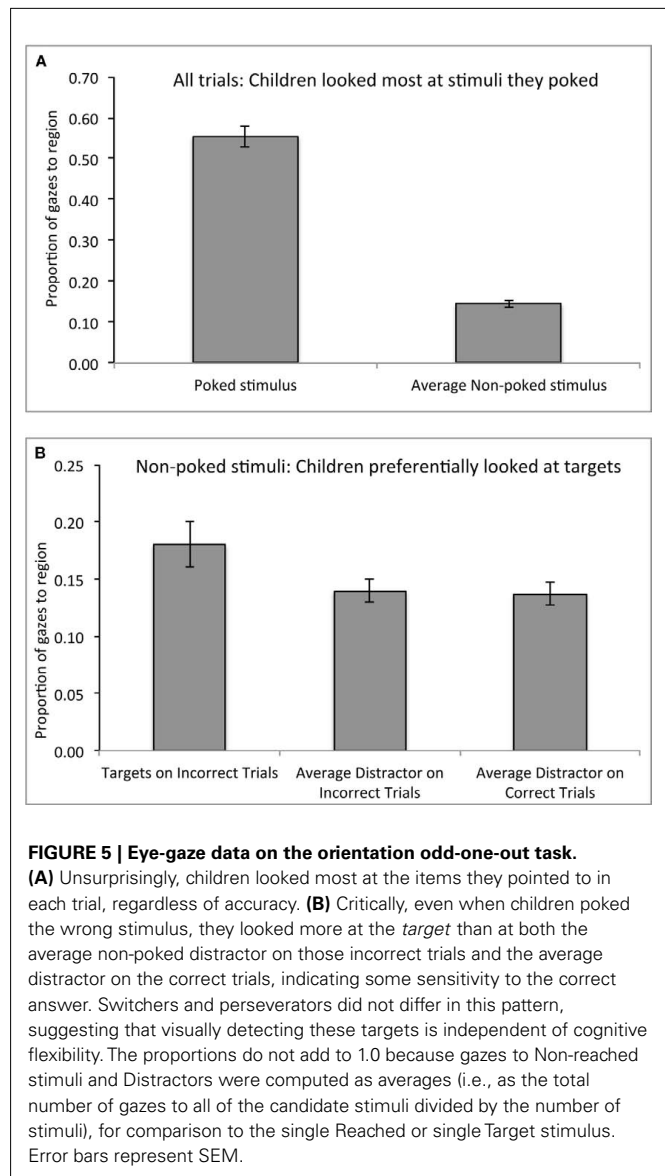 A
All trials: Children looked most at stimuli they poked
Proportion of gazes to region
0.70
0.60
0.50
0.40
0.30
0.20
0.10
0.00
Poked stimulus
Average Non-poked stimulus
B
Non-poked stimuli: Children preferentially looked at targets
Proportion of gazes to region
0.25
0.20
0.15
0.10
0.05
0.00
Targets on Incorrect Trials
Average Distractor on
Incorrect Trials
Average Distractor on
Correct Trials
FIGURE 5 | Eye-gaze data on the orientation odd-one-out task.
(A) Unsurprisingly, children looked most at the items they pointed to in
each trial, regardless of accuracy. (B) Critically, even when children poked
the wrong stimulus, they looked more at the target than at both the
average non-poked distractor on those incorrect trials and the average
distractor on the correct trials, indicating some sensitivity to the correct
answer. Switchers and perseverators did not differ in this pattern,
suggesting that visually detecting these targets is independent of cognitive
flexibility. The proportions do not add to 1.0 because gazes to Non-reached
stimuli and Distractors were computed as averages (i.e., as the total
number of gazes to all of the candidate stimuli divided by the number of
stimuli), for comparison to the single Reached or single Target stimulus.
Error bars represent SEM.